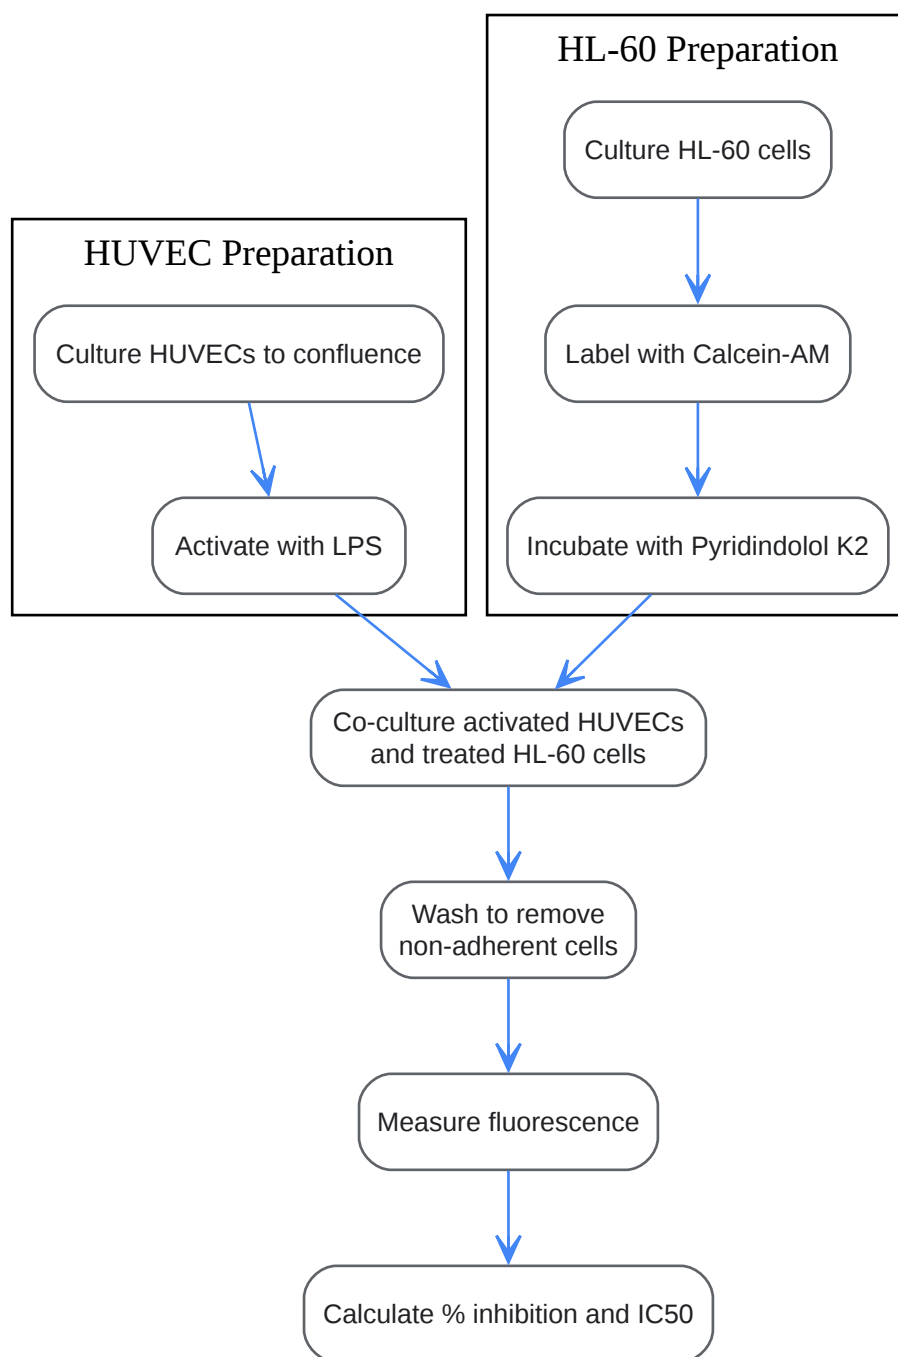 HL-60 Preparation
Culture HL-60 cells
HUVEC Preparation
Culture HUVECs to confluence
Label with Calcein-AM
Activate with LPS
Incubate with Pyridindolol K2
Co-culture activated HUVECs
and treated HL-60 cells
Wash to remove
non-adherent cells
Measure fluorescence
Calculate % inhibition and IC50